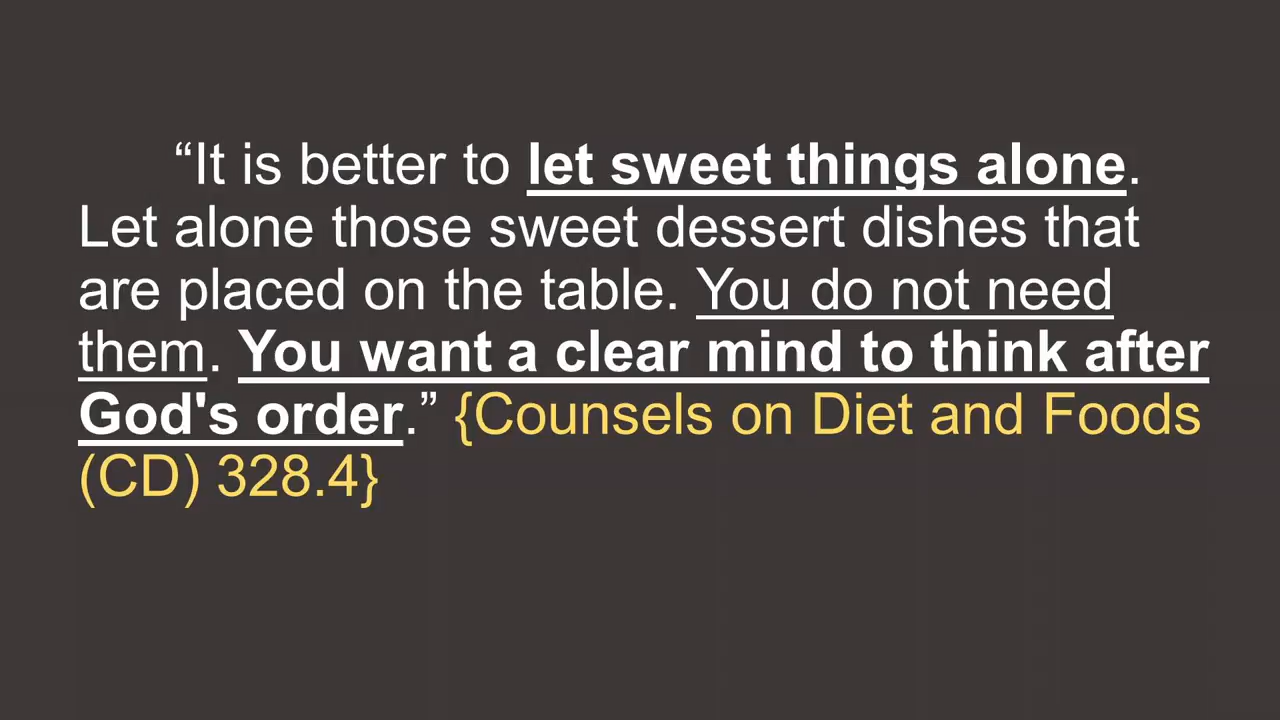 “It is better to let sweet things alone.
Let alone those sweet dessert dishes that
are placed on the table. You do not need
them. You want a clear mind to think after
God's order.” {Counsels on Diet and Foods
(CD) 328.4}